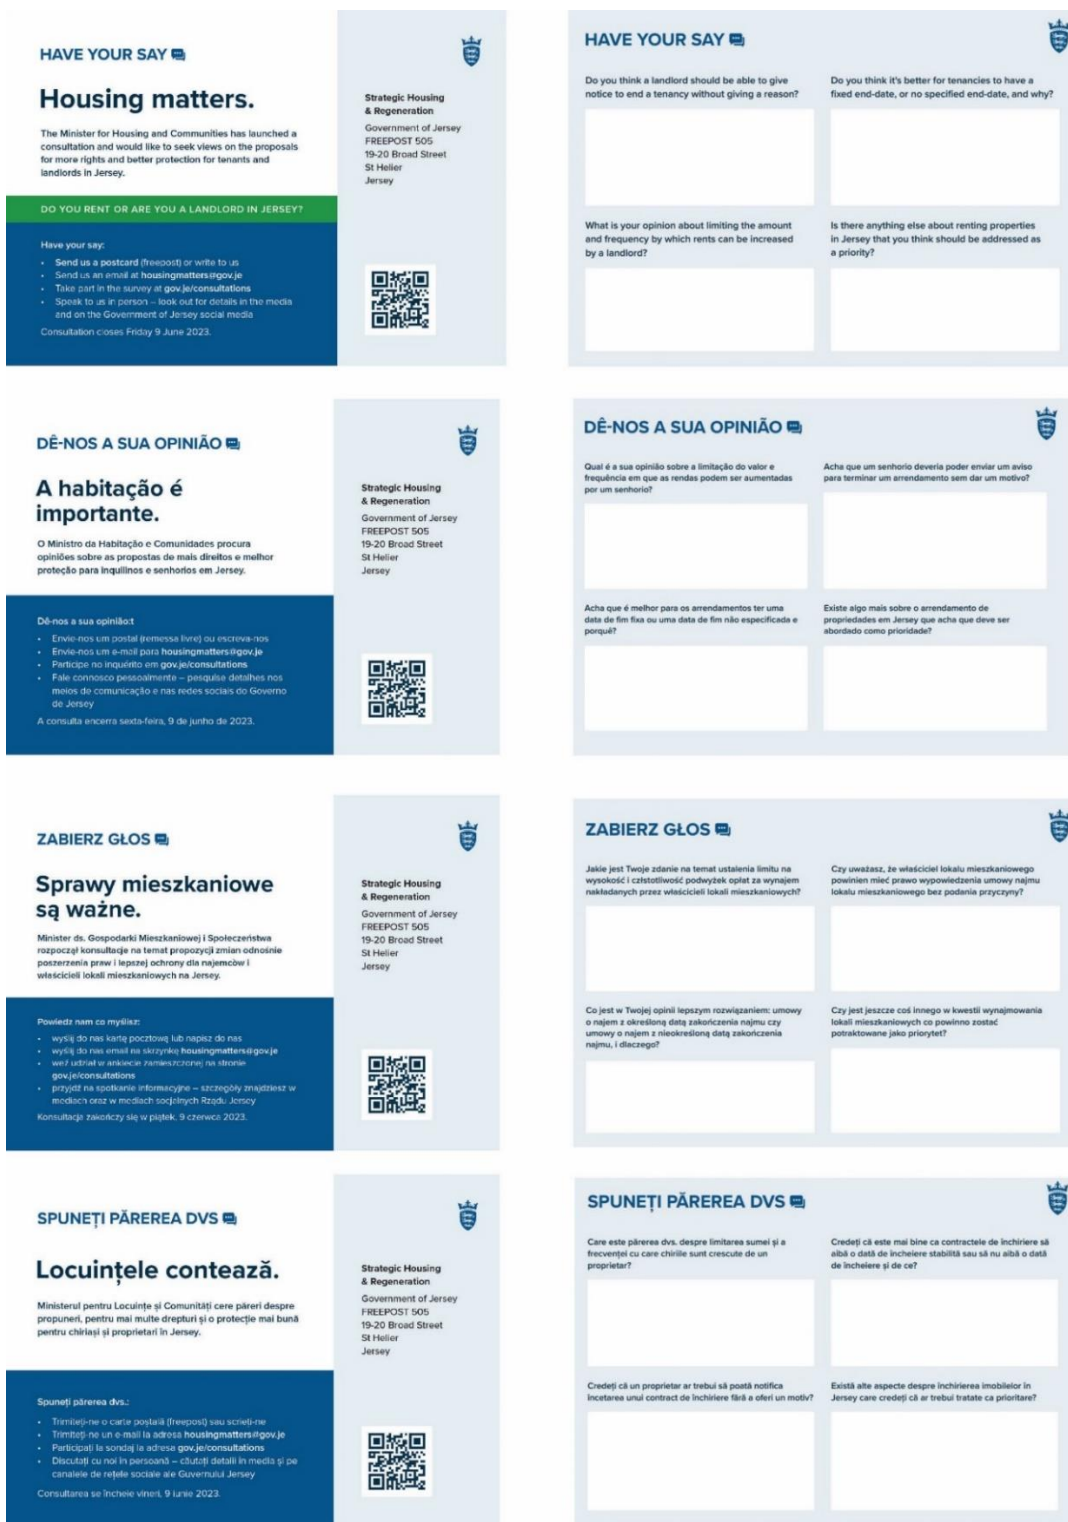 HAVE YOUR SAY
Housing matters.
The Minister for Housing and Communities has launched a
consultation and would like to seek views on the proposals
for more rights and better protection for tenants and
landlords in Jersey.
DO YOU RENT OR ARE YOU A LANDLORD IN JERSEY?
Have your say:
• Send us a postcard (freepost) or write to us
• Send us an email at housingmatters@gov.je
• Take part in the survey at gov.je/consultations
• Speak to us in person – look out for details in the media
and on the Government of Jersey social media
Consultation closes Friday 9 June 2023.
Strategic Housing
& Regeneration
Government of Jersey
FREEPOST 505
19-20 Broad Street
St Helier
Jersey
HAVE YOUR SAY
Do you think a landlord should be able to give
notice to end a tenancy without giving a reason?
Do you think it's better for tenancies to have a
fixed end-date, or no specified end-date, and why?
What is your opinion about limiting the amount
and frequency by which rents can be increased
by a landlord?
Is there anything else about renting properties
in Jersey that you think should be addressed as
a priority?
DÊ-NOS A SUA OPINIÃO
A habitação é
importante.
O Ministro da Habitação e Comunidades procura
opiniões sobre as propostas de mais direitos e melhor
proteção para inquilinos e senhorios em Jersey.
Dê-nos a sua opinião:t
• Envie-nos um postal (remessa livre) ou escreva-nos
• Envie-nos um e-mail para housingmatters@gov.je
• Participe no inquérito em gov.je/consultations
• Fale connosco pessoalmente – pesquise detalhes nos
meios de comunicação e nas redes sociais do Governo
de Jersey
A consulta encerra sexta-feira, 9 de junho de 2023.
Strategic Housing
& Regeneration
Government of Jersey
FREEPOST 505
19-20 Broad Street
St Helier
Jersey
DÊ-NOS A SUA OPINIÃO
Qual é a sua opinião sobre a limitação do valor e
frequência em que as rendas podem ser aumentadas
por um senhorio?
Acha que um senhorio deveria poder enviar um aviso
para terminar um arrendamento sem dar um motivo?
Acha que é melhor para os arrendamentos ter uma
data de fim fixa ou uma data de fim não especificada e
porquê?
Existe algo mais sobre o arrendamento de
propriedades em Jersey que acha que deve ser
abordado como prioridade?
ZABIERZ GŁOS
Sprawy mieszkaniowe
są ważne.
Minister ds. Gospodarki Mieszkaniowej i Społeczeństwa
rozpoczął konsultacje na temat propozycji zmian odnośnie
poszerzenia praw i lepszej ochrony dla najemców i
właścicieli lokali mieszkaniowych na Jersey.
Powiedz nam co myślisz:
• wyślij do nas kartę pocztową lub napisz do nas
• wyślij do nas email na skrzynkę housingmatters@gov.je
• weź udział w ankiecie zamieszczonej na stronie
gov.je/consultations
• przyjdź na spotkanie informacyjne – szczegóły znajdziesz w
mediach oraz w mediach socjalnych Rządu Jersey
Konsultacje zakończy się w piątek, 9 czerwca 2023.
Strategic Housing
& Regeneration
Government of Jersey
FREEPOST 505
19-20 Broad Street
St Helier
Jersey
ZABIERZ GŁOS
Jakie jest Twoje zdanie na temat ustalenia limitu na
wysokość i czlstotliwość podwyżek opłat za wynajem
nakładanych przez właścicieli lokali mieszkaniowych?
Czy uważasz, że właściciel lokalu mieszkaniowego
powinien mieć prawo wypowiedzenia umowy najmu
lokalu mieszkaniowego bez podania przyczyny?
Co jest w Twojej opinii lepszym rozwiązaniem: umowy
o najem z określoną datą zakończenia najmu czy
umowy o najem z nieokreśloną datą zakończenia
najmu, i dlaczego?
Czy jest jeszcze coś innego w kwestii wynajmowania
lokali mieszkaniowych co powinno zostać
potraktowane jako priorytet?
SPUNEȚI PĂREREA DVS
Locuințele contează.
Ministerul pentru Locuințe și Comunități cere păreri despre
propuneri, pentru mai multe drepturi și o protecție mai bună
pentru chiriași și proprietari în Jersey.
Spuneți părerea dvs.:
• Trimiteți-ne o carte poștală (freepost) sau scrieți-ne
• Trimiteți-ne un e-mail la adresa housingmatters@gov.je
• Participați la sondaj la adresa gov.je/consultations
• Discutați cu noi în persoană – căutați detalii în media și pe
canalele de rețele sociale ale Guvernului Jersey
Consultarea se încheie vineri, 9 iunie 2023.
Strategic Housing
& Regeneration
Government of Jersey
FREEPOST 505
19-20 Broad Street
St Helier
Jersey
SPUNEȚI PĂREREA DVS
Care este părerea dvs. despre limitarea sumei și a
frecvenței cu care chiriile sunt crescute de un
proprietar?
Credeți că este mai bine ca contractele de închiriere să
aibă o dată de încheiere stabilită sau să nu aibă o dată
de încheiere și de ce?
Credeți că un proprietar ar trebui să poată notifica
încetarea unui contract de închiriere fără a oferi un motiv?
Există alte aspecte despre închirierea imobilelor în
Jersey care credeți că ar trebui tratate ca prioritare?